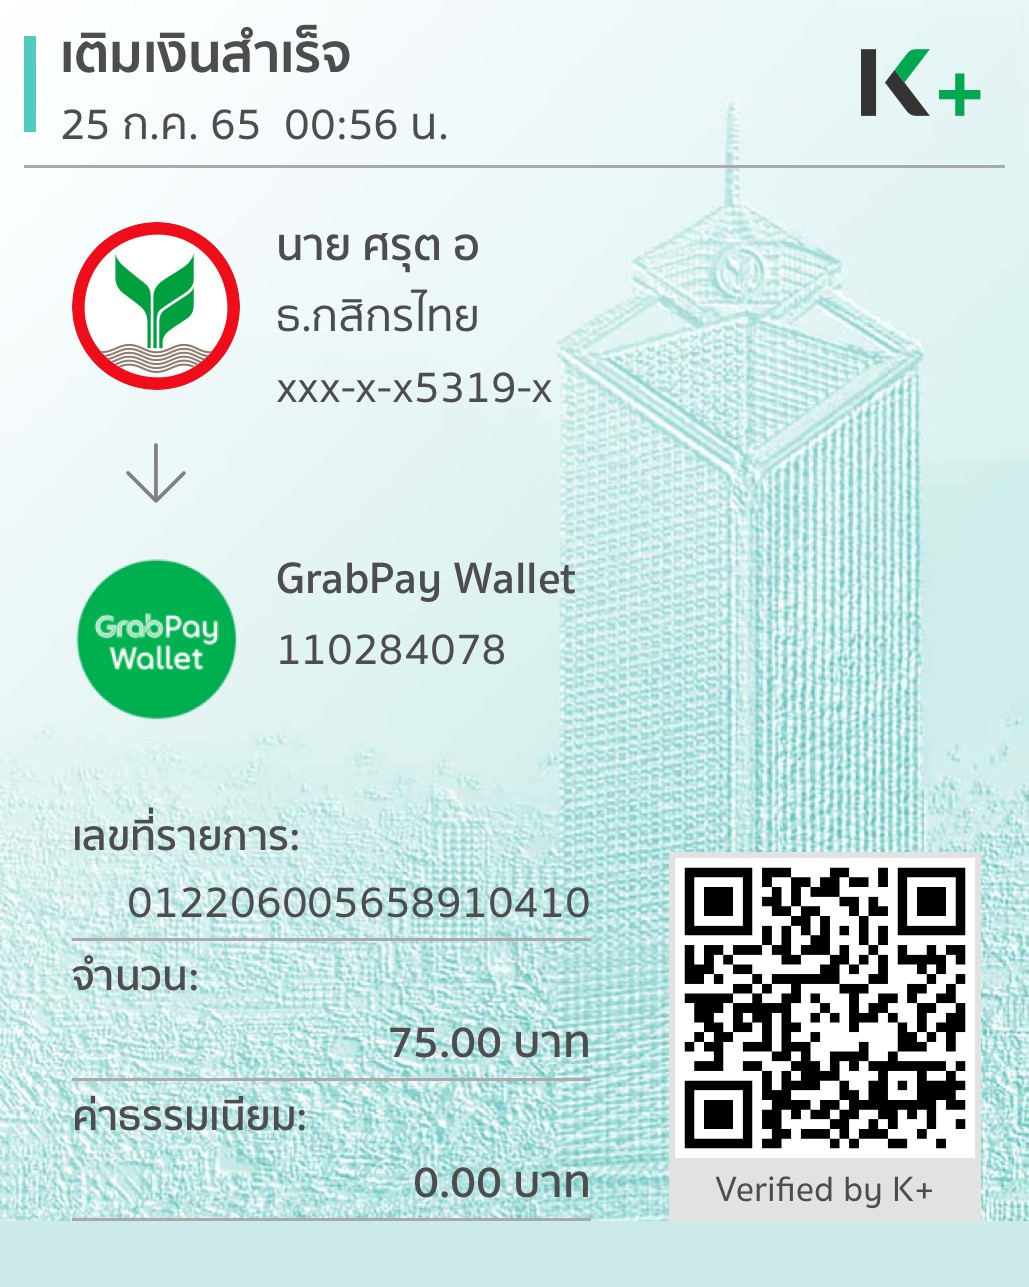 เติมเงินสำเร็จ
25 ก.ค. 65 00:56 น.
K+
นาย ศรุต อ
ธ.กสิกรไทย
xxx-x-x5319-x
GrabPay Wallet
GrabPay
Wallet
110284078
เลขที่รายการ:
012206005658910410
จำนวน:
75.00 บาท
ค่าธรรมเนียม:
0.00 บาท
Verified by K+